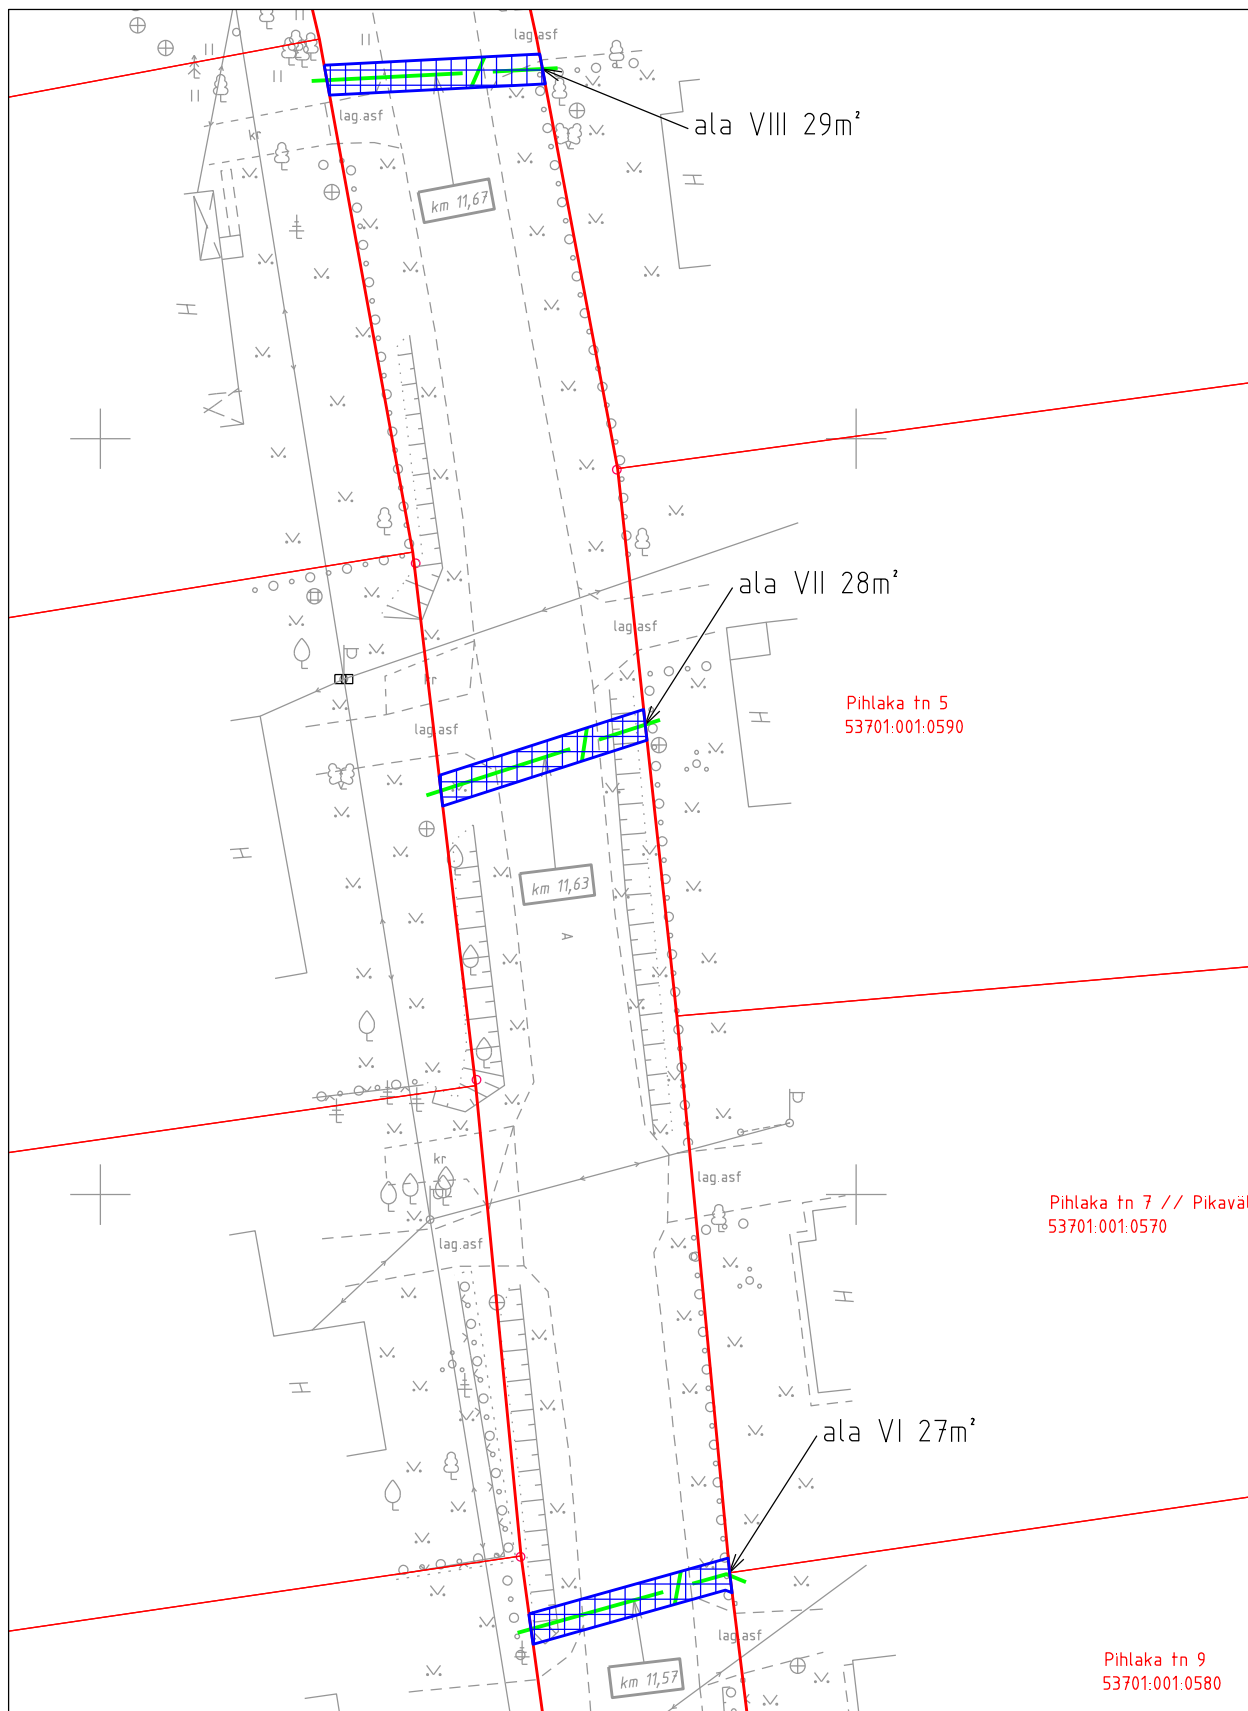 lag.asf
ala VIII 29m²
lag.asf
kr
H
km 11,67
H
ala VII 28m²
lag.asf
kr
Pihlaka tn 5
53701:001:0590
H
lag.asf
H
km 11,63
A
kr
lag.asf
Pihlaka tn 7 // Pikaväl
53701:001:0570
lag.asf
H
H
ala VI 27m²
lag.asf
Pihlaka tn 9
53701:001:0580
km 11,57